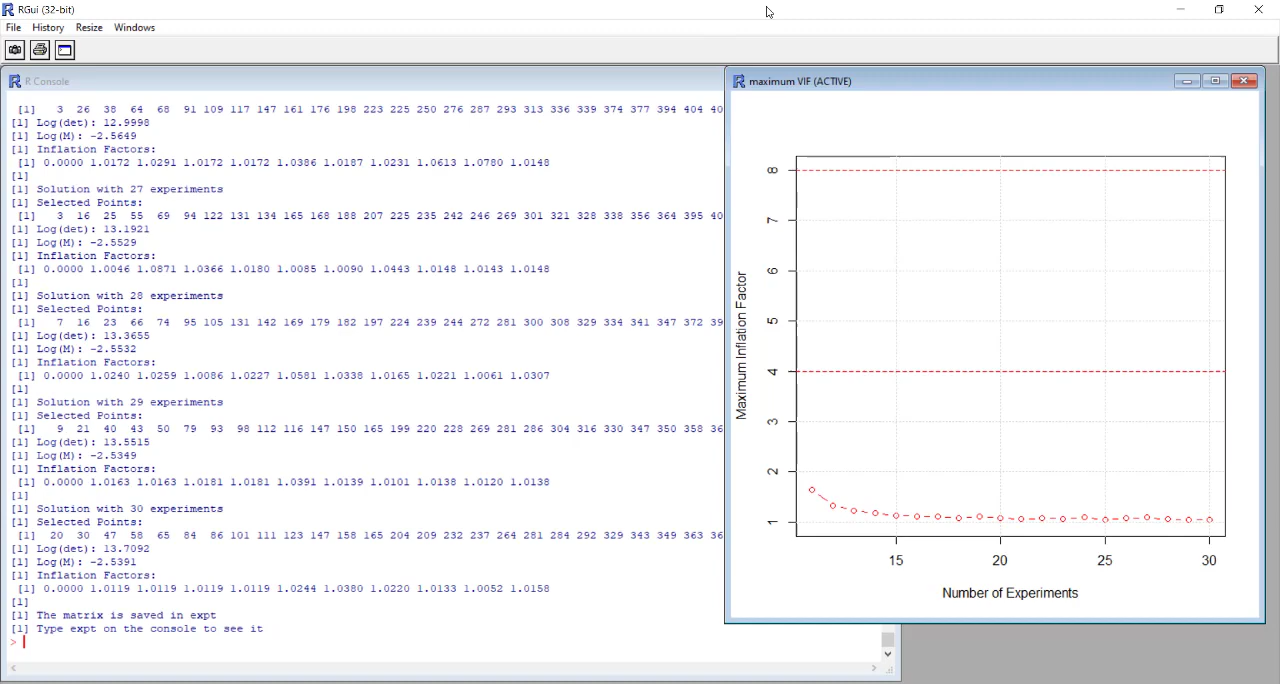 RGui (32-bit)
File History Resize Windows
R Console
[1] 3 26 38 64 68 91 109 117 147 161 176 198 223 225 250 276 287 293 313 336 339 374 377 394 404 40
[1] Log(det): 12.9998
[1] Log(M): -2.5649
[1] Inflation Factors:
[1] 0.0000 1.0172 1.0291 1.0172 1.0172 1.0386 1.0187 1.0231 1.0613 1.0780 1.0148
[1]
[1] Solution with 27 experiments
[1] Selected Points:
[1] 3 16 25 55 69 94 122 131 134 165 168 188 207 225 235 242 246 269 301 321 328 338 356 364 395 40
[1] Log(det): 13.1921
[1] Log(M): -2.5529
[1] Inflation Factors:
[1] 0.0000 1.0046 1.0871 1.0366 1.0180 1.0085 1.0090 1.0443 1.0148 1.0143 1.0148
[1]
[1] Solution with 28 experiments
[1] Selected Points:
[1] 7 16 23 66 74 95 105 131 142 169 179 182 197 224 239 244 272 281 300 308 329 334 341 347 372 39
[1] Log(det): 13.3655
[1] Log(M): -2.5532
[1] Inflation Factors:
[1] 0.0000 1.0240 1.0259 1.0086 1.0227 1.0581 1.0338 1.0165 1.0221 1.0061 1.0307
[1]
[1] Solution with 29 experiments
[1] Selected Points:
[1] 9 21 40 43 50 79 93 98 112 116 147 150 165 199 220 228 269 281 286 304 316 330 347 350 358 36
[1] Log(det): 13.5515
[1] Log(M): -2.5349
[1] Inflation Factors:
[1] 0.0000 1.0163 1.0163 1.0181 1.0181 1.0391 1.0139 1.0101 1.0138 1.0120 1.0138
[1]
[1] Solution with 30 experiments
[1] Selected Points:
[1] 20 30 47 58 65 84 86 101 111 123 147 158 165 204 209 232 237 264 281 284 292 329 343 349 363 36
[1] Log(det): 13.7092
[1] Log(M): -2.5391
[1] Inflation Factors:
[1] 0.0000 1.0119 1.0119 1.0119 1.0119 1.0244 1.0380 1.0220 1.0133 1.0052 1.0158
[1]
[1] The matrix is saved in expt
[1] Type expt on the console to see it
>
maximum VIF (ACTIVE)
Maximum Inflation Factor
8
7
6
5
4
3
2
1
15 20 25 30
Number of Experiments